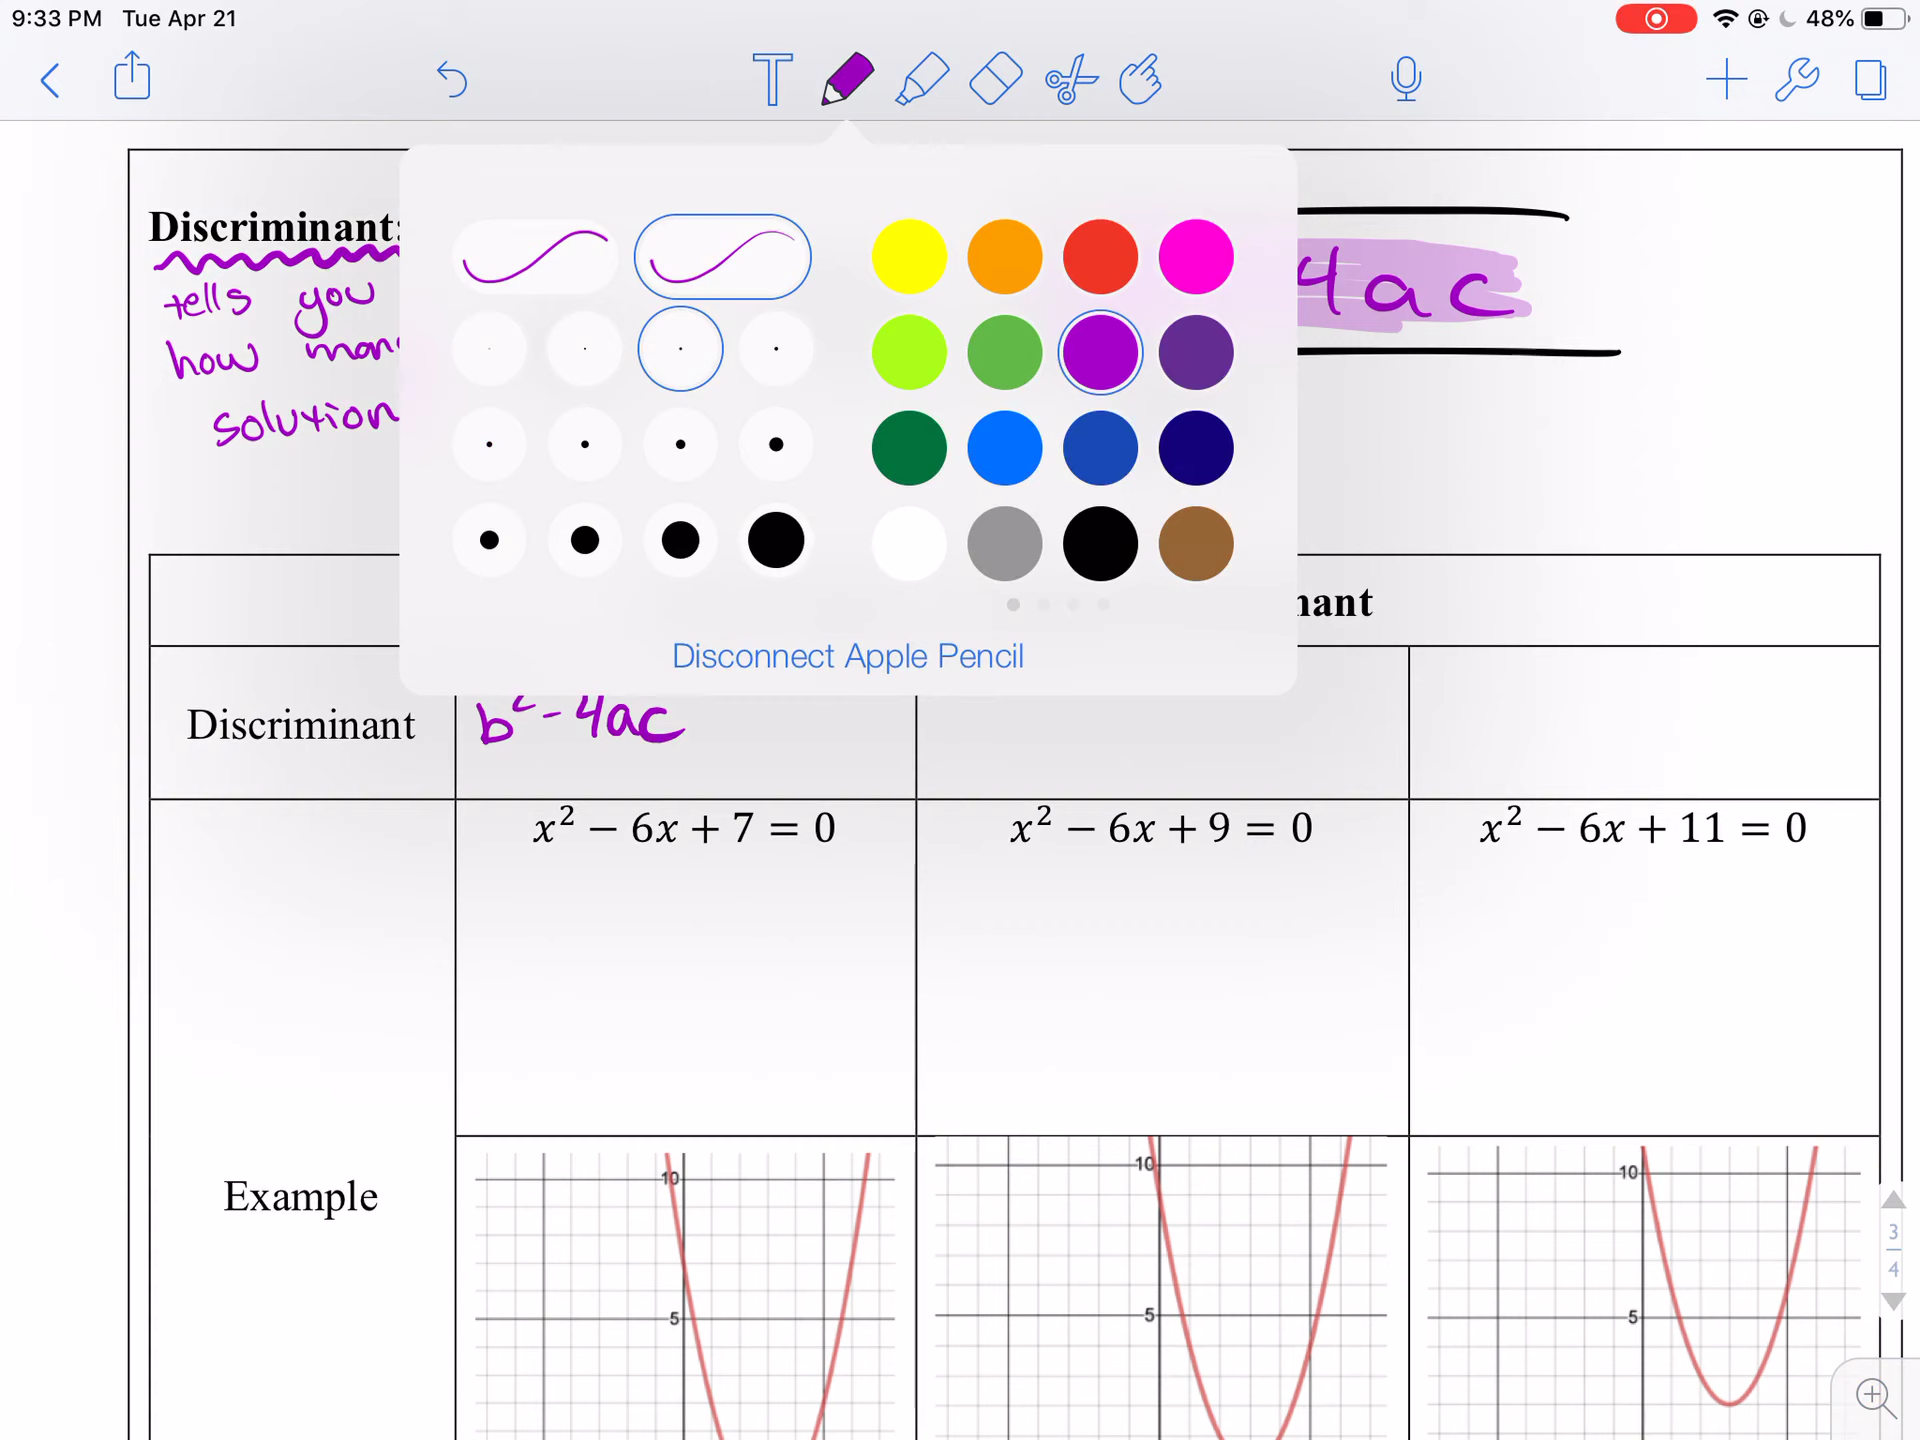 9:33 PM Tue Apr 21
48%
T
Discriminant:
4ac
tells you
how
solution
Disconnect Apple Pencil
nant
Discriminant
b² - 4ac
x² − 6x + 7 = 0
x² − 6x + 9 = 0
x² − 6x + 11 = 0
Example
10
5
10
5
10
5
3
4